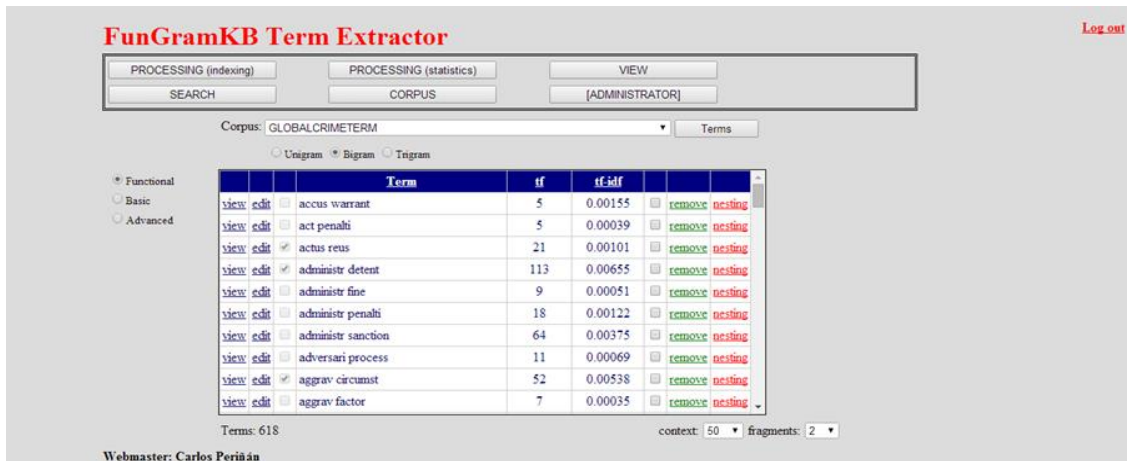 FunGramKB Term Extractor
Log out
PROCESSING (indexing) PROCESSING (statistics) VIEW
SEARCH CORPUS [ADMINISTRATOR]
Corpus: GLOBALCRIMETERM Terms
Unigram Bigram Trigram
Functional
Basic
Advanced
Term tf tf-idf
view edit accus warrant 5 0.00155 remove nesting
view edit act penalti 5 0.00039 remove nesting
view edit actus reus 21 0.00101 remove nesting
view edit administr detent 113 0.00655 remove nesting
view edit administr fine 9 0.00051 remove nesting
view edit administr penalti 18 0.00122 remove nesting
view edit administr sanction 64 0.00375 remove nesting
view edit adversari process 11 0.00069 remove nesting
view edit aggrav circumst 52 0.00538 remove nesting
view edit aggrav factor 7 0.00035 remove nesting
Terms: 618 context: 50 fragments: 2
Webmaster: Carlos Periñán